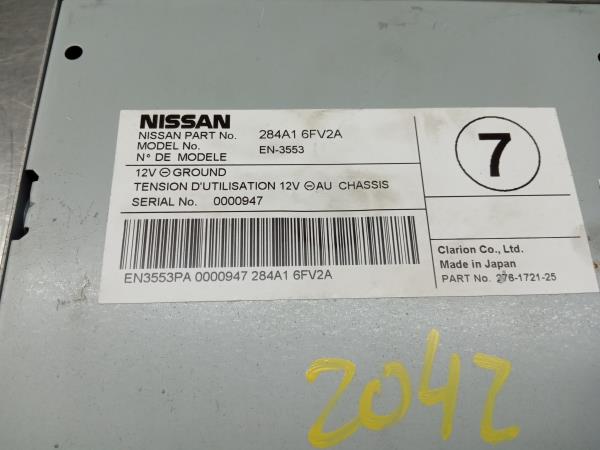 NISSAN
NISSAN PART No. 284A1 6FV2A
MODEL No. EN-3553
N° DE MODELE
7
12V ⊖ GROUND
TENSION D'UTILISATION 12V ⊖ AU CHASSIS
SERIAL No. 0000947
EN3553PA 0000947 284A1 6FV2A
Clarion Co., Ltd.
Made in Japan
PART No. 276-1721-25
2042